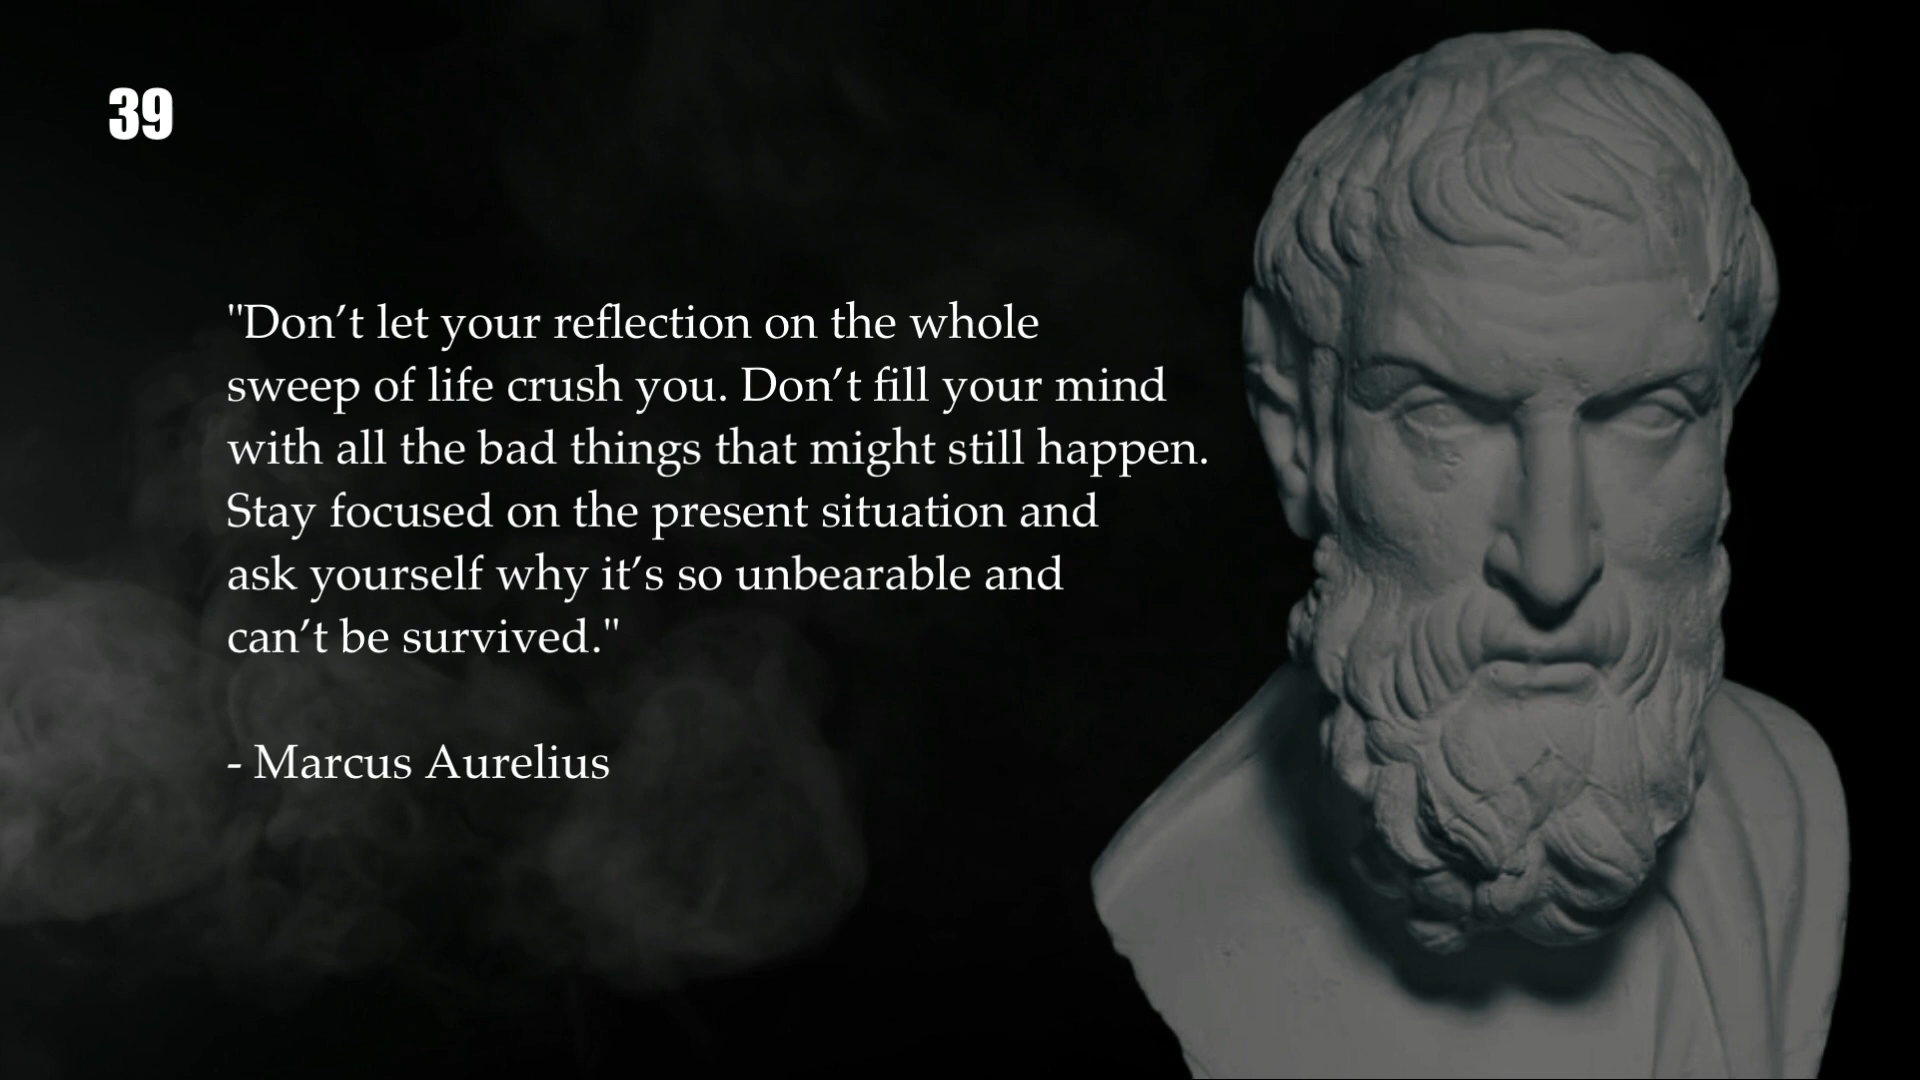 39
"Don’t let your reflection on the whole
sweep of life crush you. Don’t fill your mind
with all the bad things that might still happen.
Stay focused on the present situation and
ask yourself why it’s so unbearable and
can’t be survived."
- Marcus Aurelius